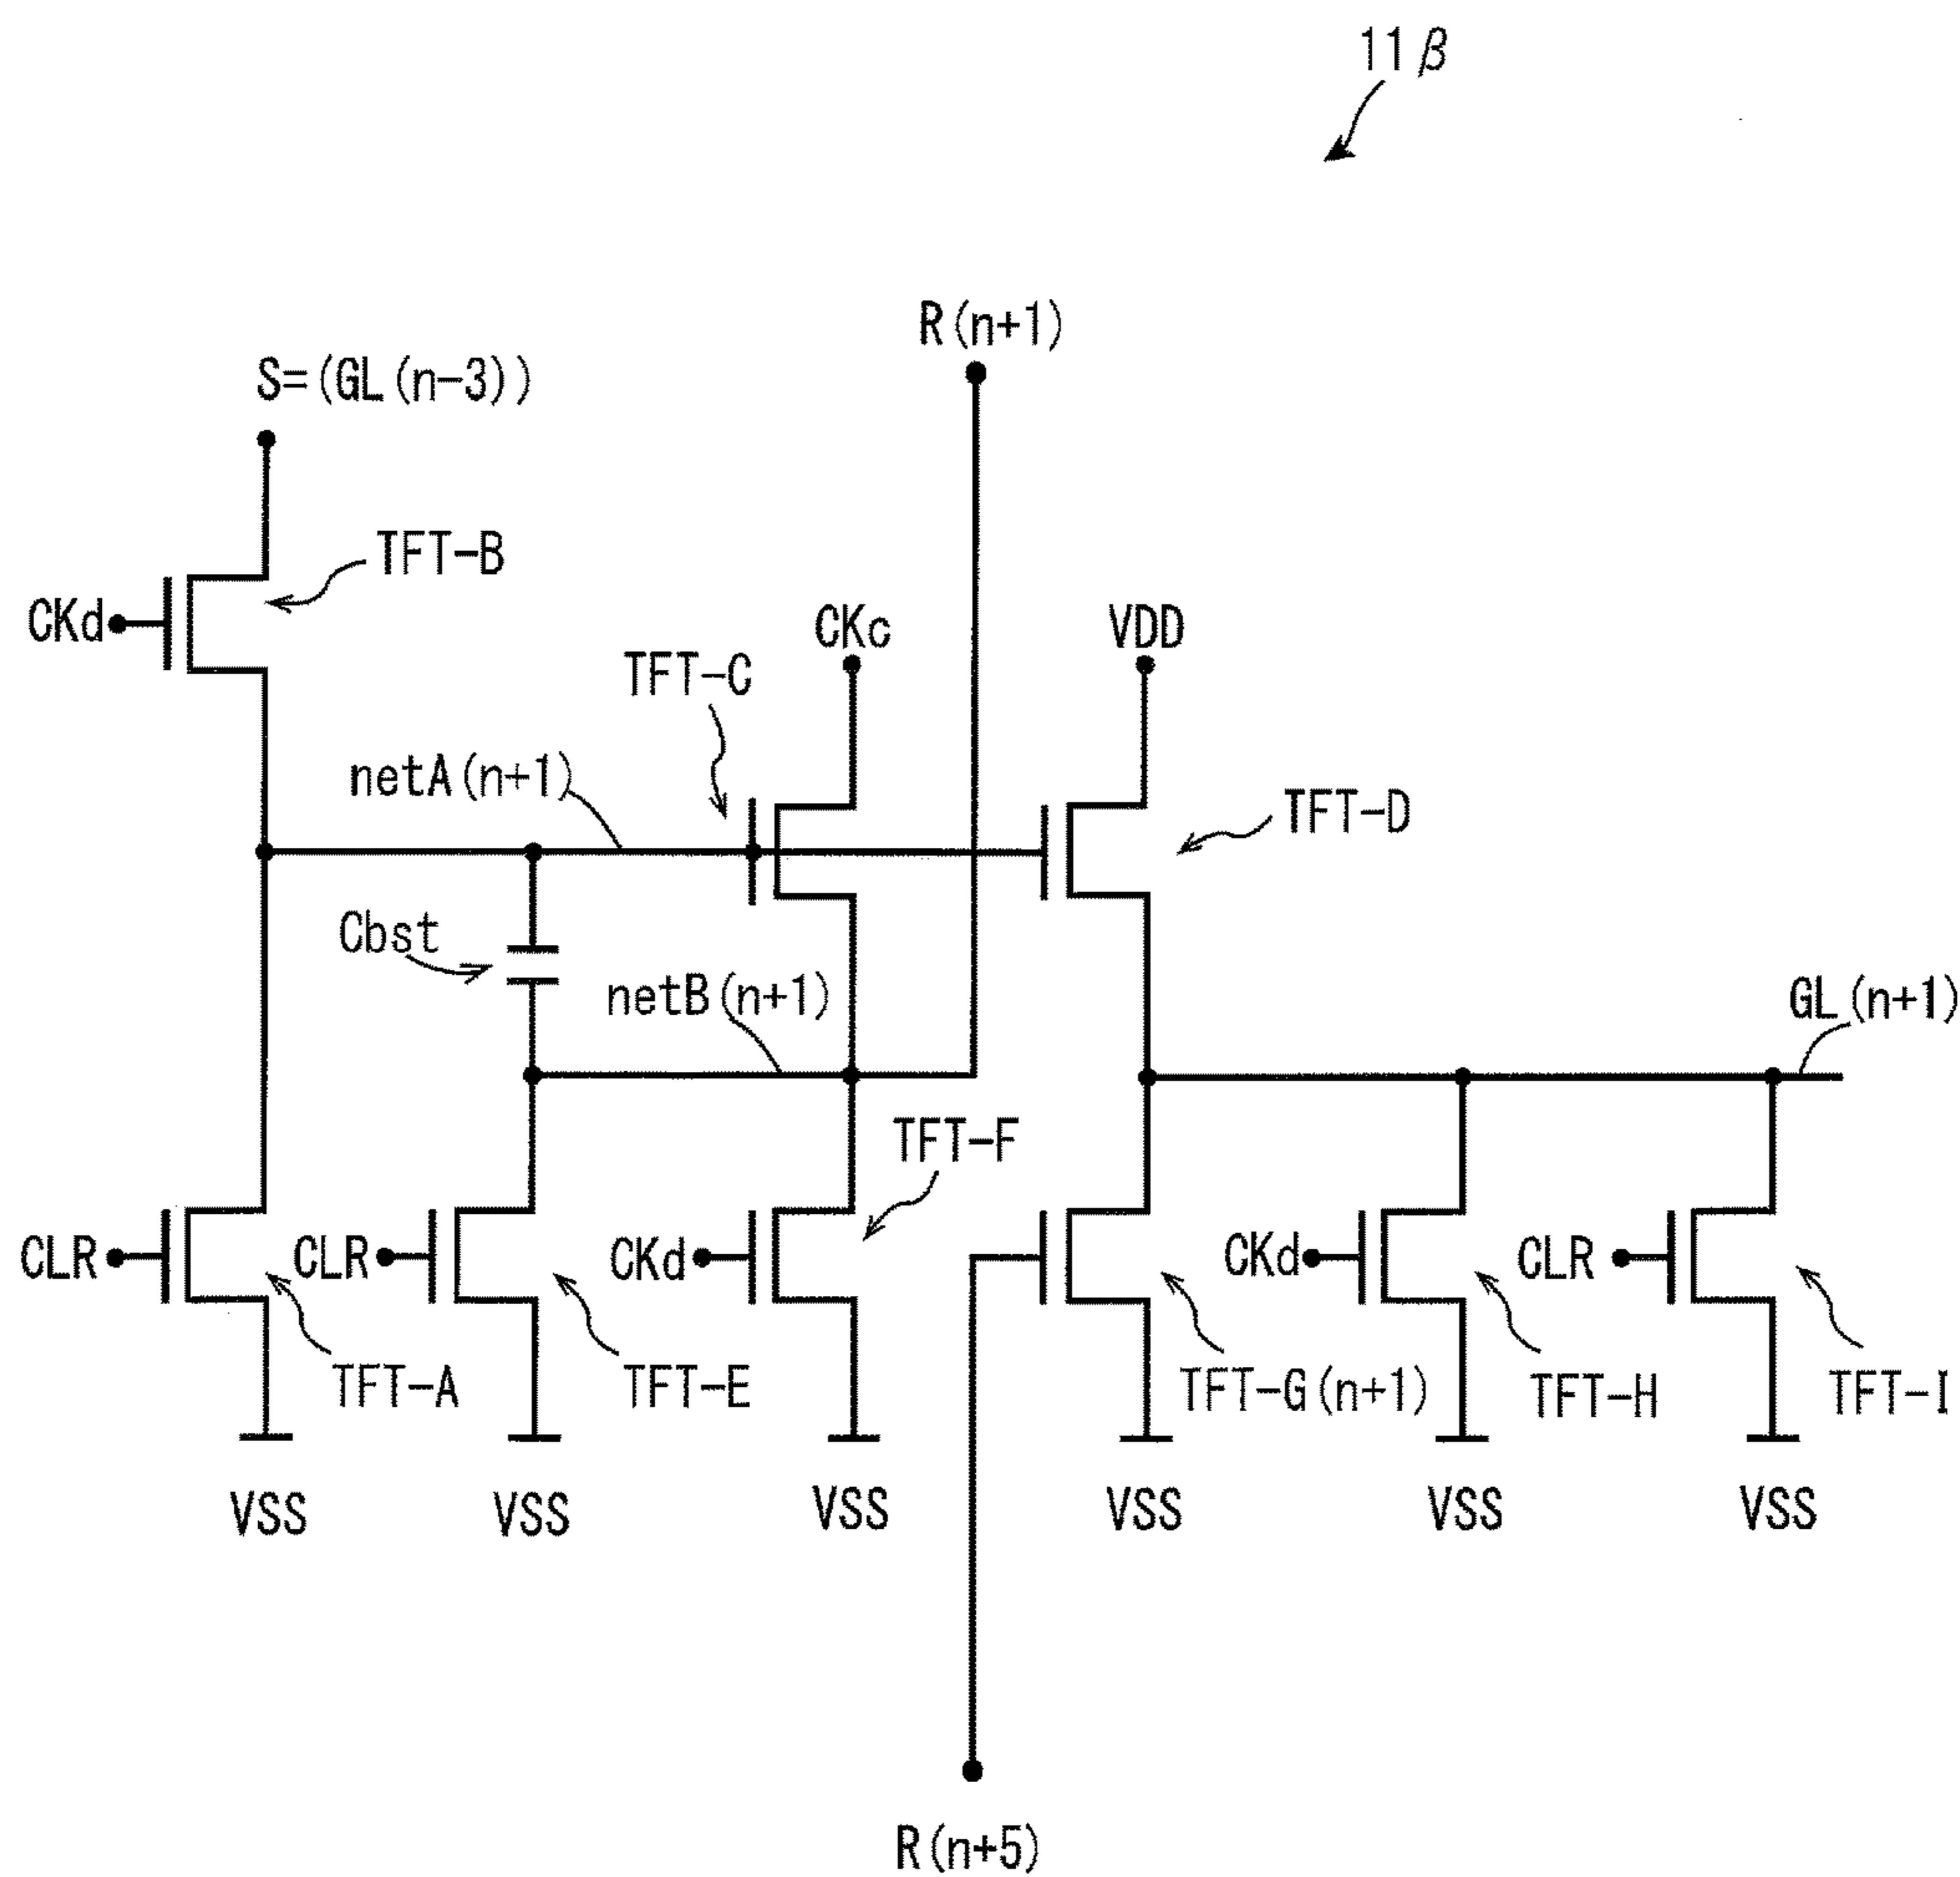 11β
R(n+1)
S=(GL(n-3))
TFT-B
CKd
CKc
VDD
TFT-C
netA(n+1)
TFT-D
Cbst
netB(n+1)
GL(n+1)
TFT-F
CLR
CLR
CKd
CKd
CLR
TFT-A
TFT-E
TFT-G(n+1)
TFT-H
TFT-I
VSS
VSS
VSS
VSS
VSS
VSS
R(n+5)